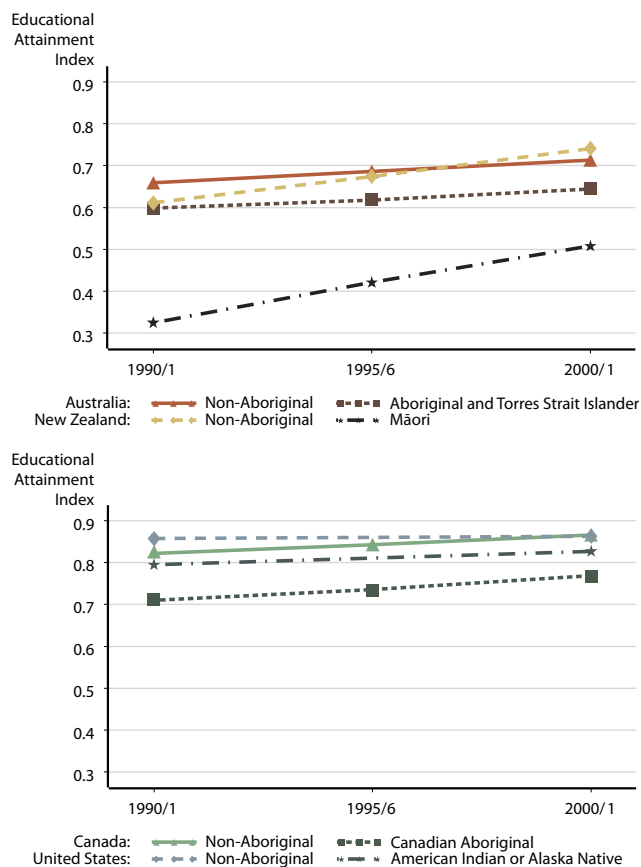 Educational
Attainment
Index
0.9
0.8
0.7
0.6
0.5
0.4
0.3
1990/1 1995/6 2000/1
Australia: Non-Aboriginal Aboriginal and Torres Strait Islander
New Zealand: Non-Aboriginal Māori
Educational
Attainment
Index
0.9
0.8
0.7
0.6
0.5
0.4
0.3
1990/1 1995/6 2000/1
Canada: Non-Aboriginal Canadian Aboriginal
United States: Non-Aboriginal American Indian or Alaska Native